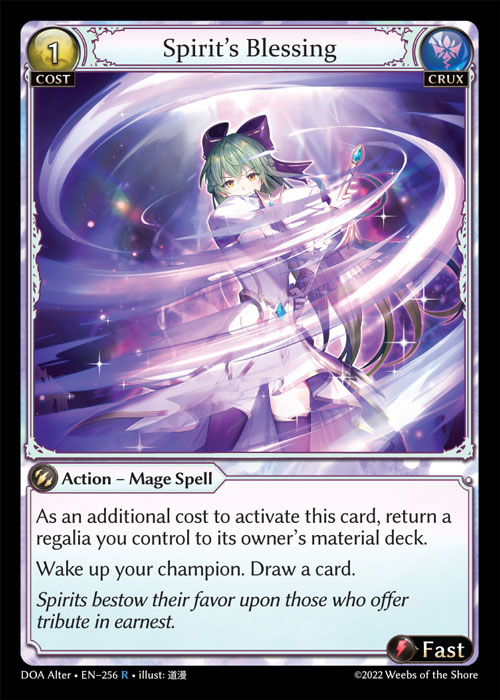 1
Spirit's Blessing
COST
CRUX
Action – Mage Spell
As an additional cost to activate this card, return a
regalia you control to its owner's material deck.
Wake up your champion. Draw a card.
Spirits bestow their favor upon those who offer
tribute in earnest.
Fast
DOA Alter • EN–256 R • illust: 道漫
©2022 Weebs of the Shore